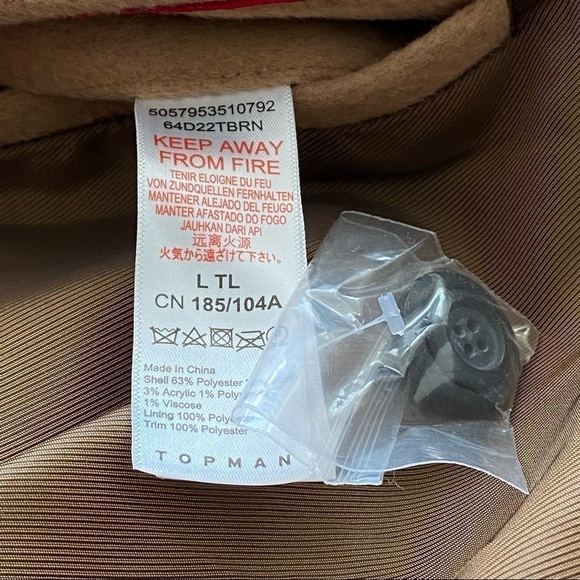 5057953510792
64D22TBRN
KEEP AWAY
FROM FIRE
TENIR ELOIGNE DU FEU
VON ZUNDQUELLEN FERNHALTEN
MANTENER ALEJADO DEL FEUGO
MANTER AFASTADO DO FOGO
JAUHKAN DARI API
远离火源
火気から遠ざけて下さい。
L TL
CN 185/104A
Made In China
Shell 63% Polyester
3% Acrylic 1%
1% Viscose
Lining 100% Polyester
Trim 100% Polyester
TOPMAN